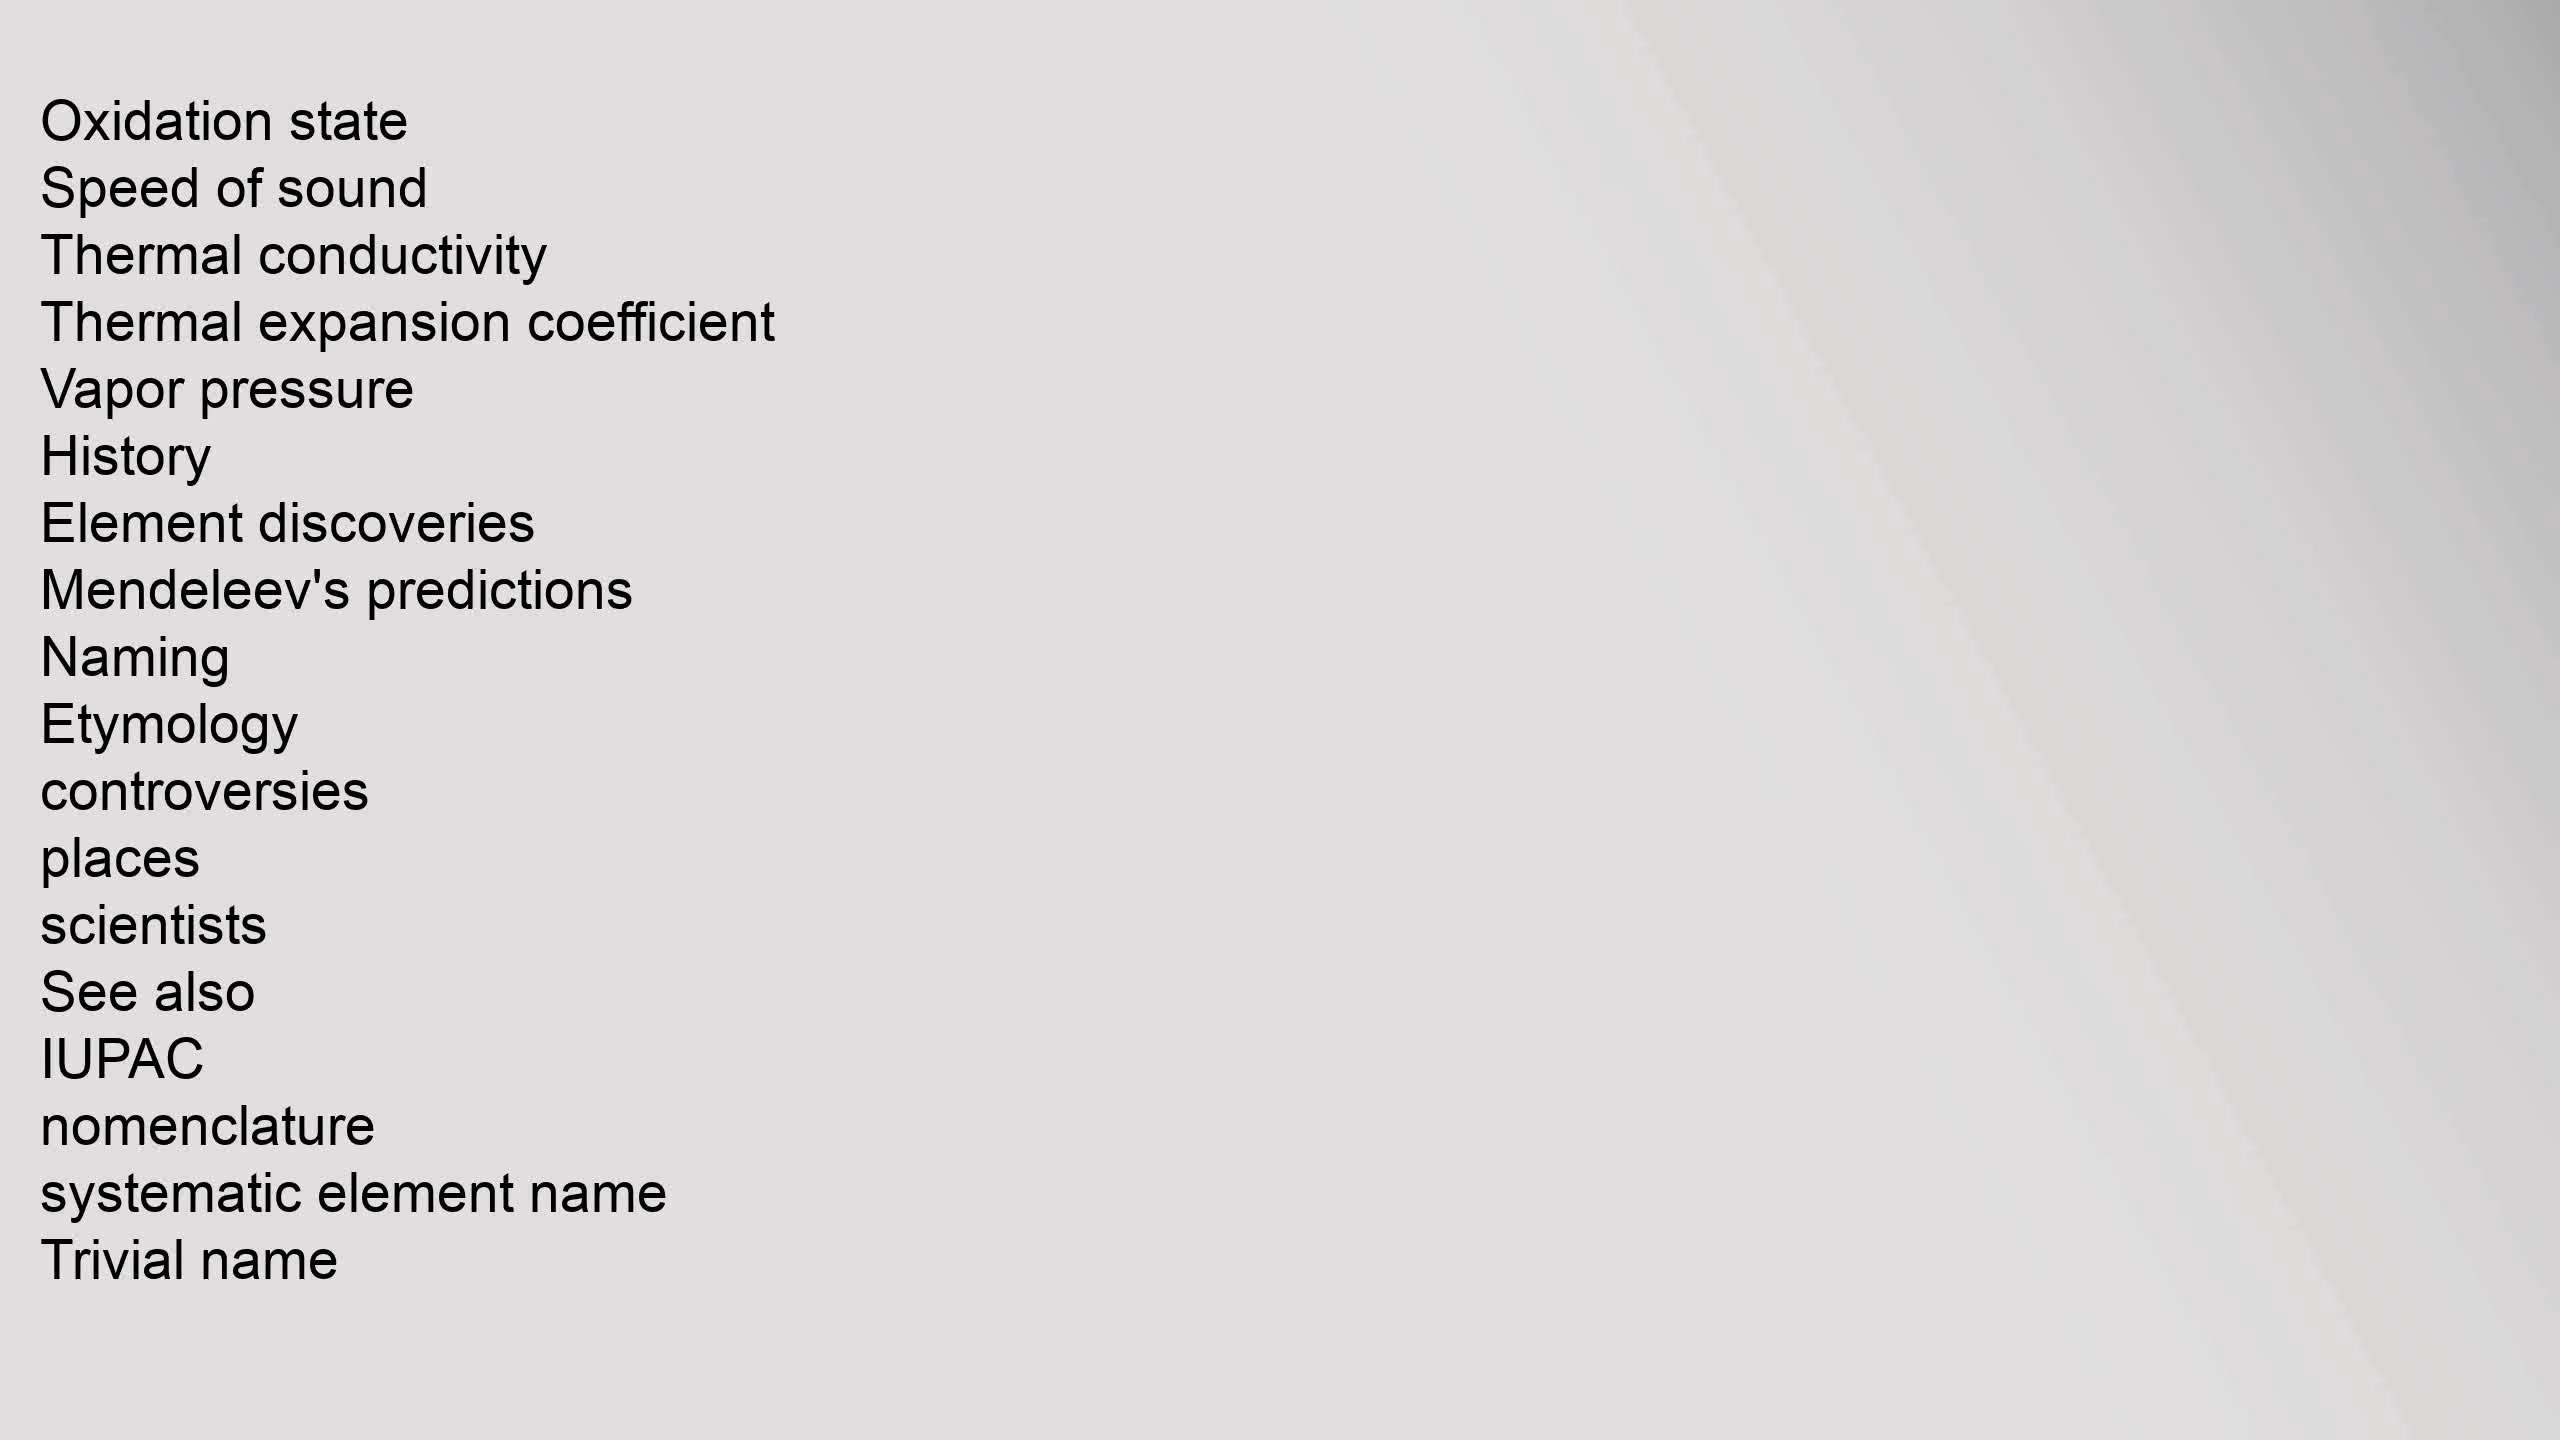 Oxidation state
Speed of sound
Thermal conductivity
Thermal expansion coefficient
Vapor pressure
History
Element discoveries
Mendeleev's predictions
Naming
Etymology
controversies
places
scientists
See also
IUPAC
nomenclature
systematic element name
Trivial name